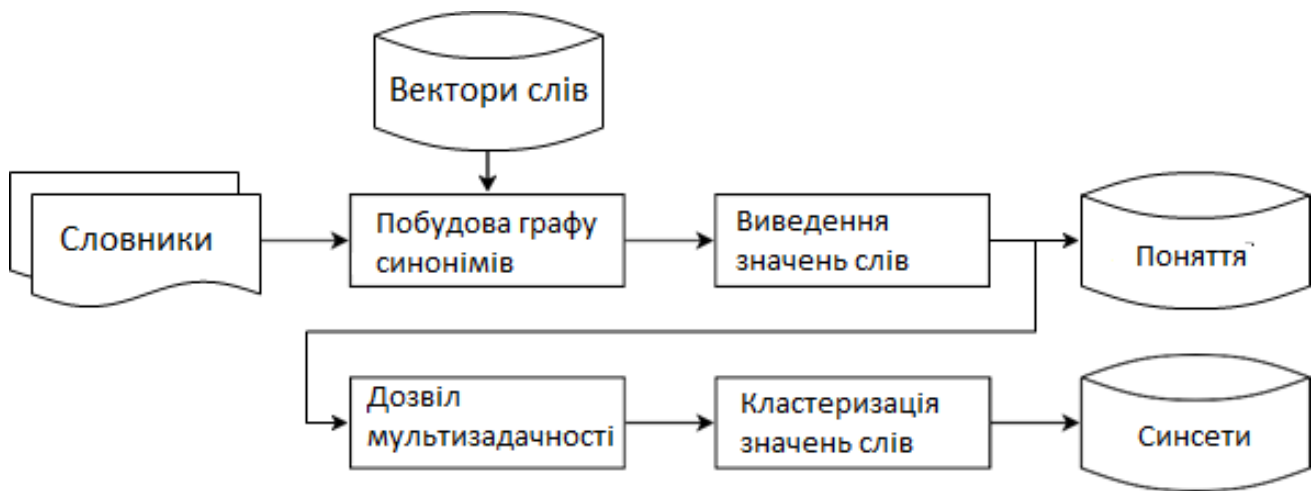 Вектори слів
Словники
Побудова графу
синонімів
Виведення
значень слів
Поняття
Дозвіл
мультизадачності
Кластеризація
значень слів
Синсети